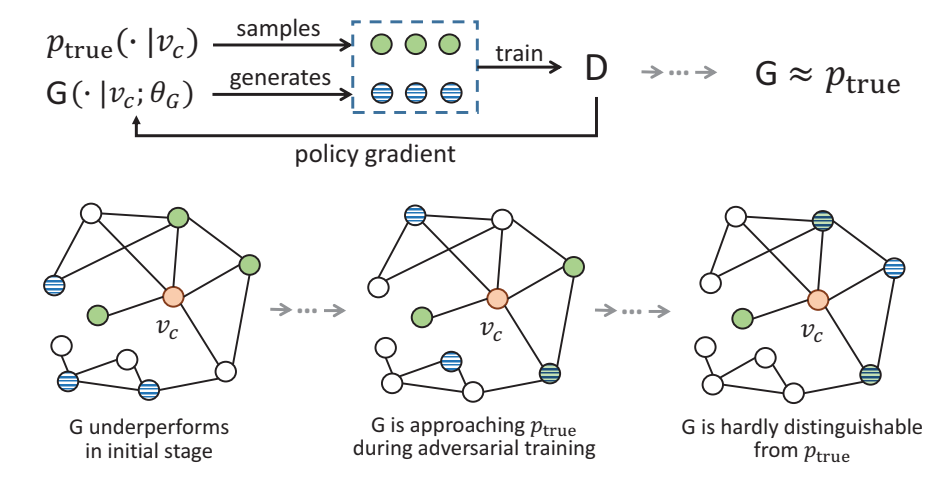 p_true(· |v_c)
samples
G(· |v_c; θ_G)
generates
train
D
G ≈ p_true
policy gradient
v_c
v_c
v_c
G underperforms
in initial stage
G is approaching p_true
during adversarial training
G is hardly distinguishable
from p_true